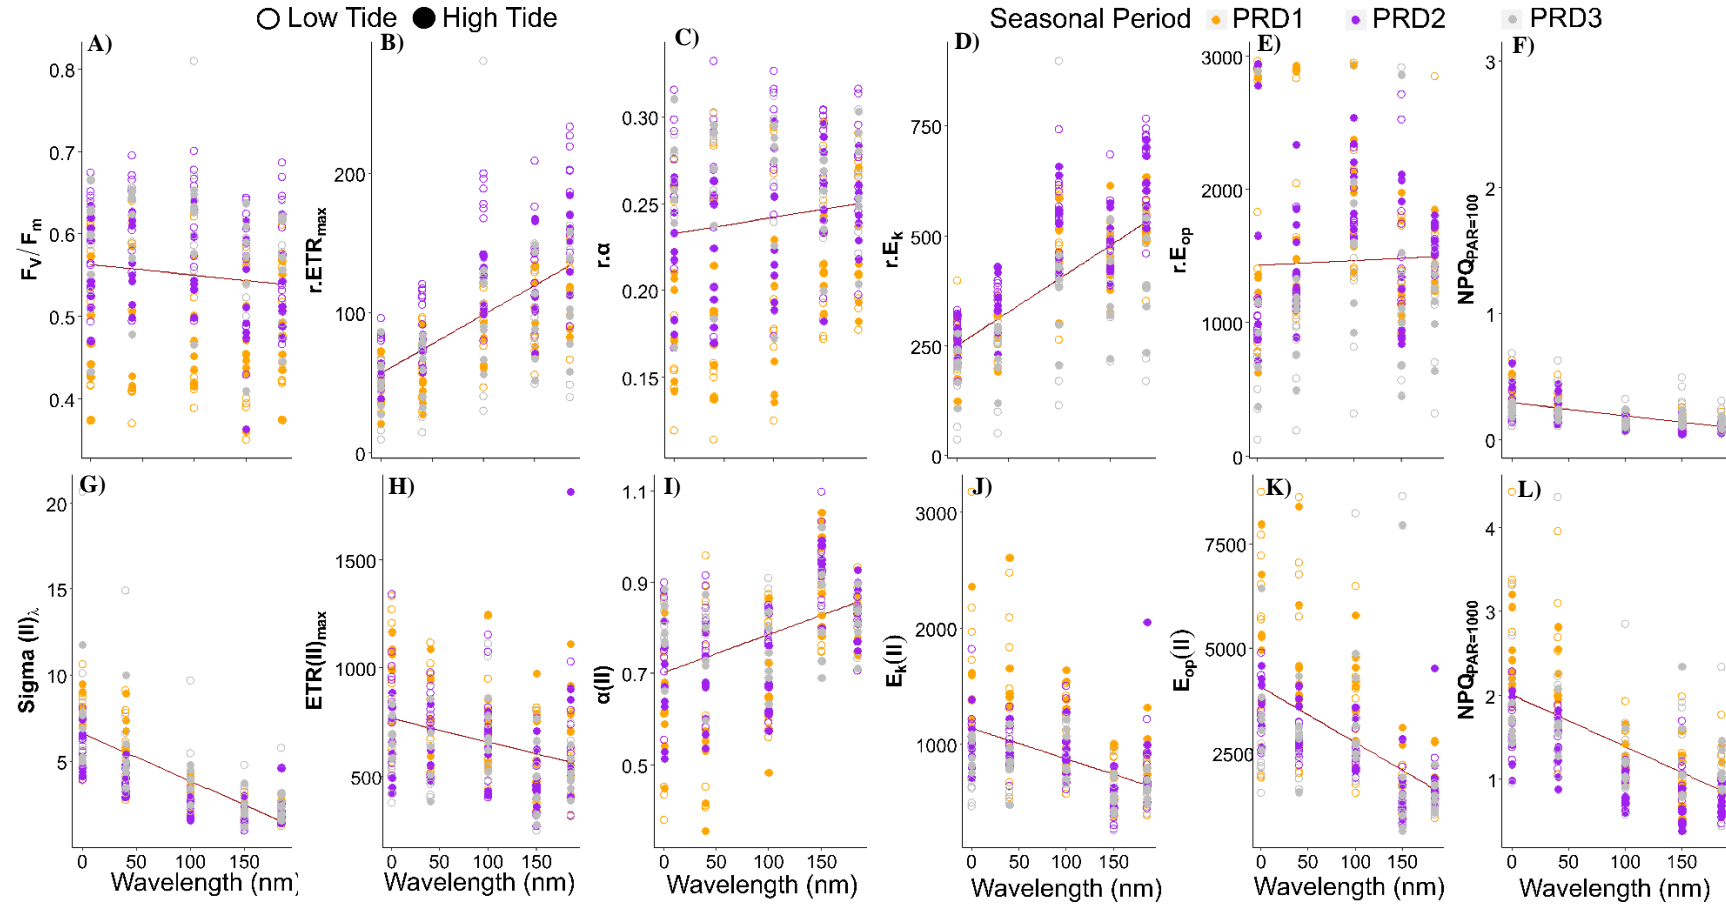 Low Tide High Tide Seasonal Period PRD1 PRD2 PRD3
A)
0.8
0.7
0.6
0.5
0.4
Fv/Fm
B)
200
100
0
r.ETRmax
C)
0.30
0.25
0.20
0.15
r.α
D)
750
500
250
0
r.Ek
E)
3000
2000
1000
0
r.Eop
F)
3
2
1
0
NPQPAR=100
G)
20
15
10
5
Sigma (II)λ
0 50 100 150
Wavelength (nm)
H)
1500
1000
500
ETR(II)max
0 50 100 150
Wavelength (nm)
I)
1.1
0.9
0.7
0.5
α(II)
0 50 100 150
Wavelength (nm)
J)
3000
2000
1000
Ek(II)
0 50 100 150
Wavelength (nm)
K)
7500
5000
2500
Eop(II)
0 50 100 150
Wavelength (nm)
L)
4
3
2
1
NPQPAR=1000
0 50 100 150
Wavelength (nm)